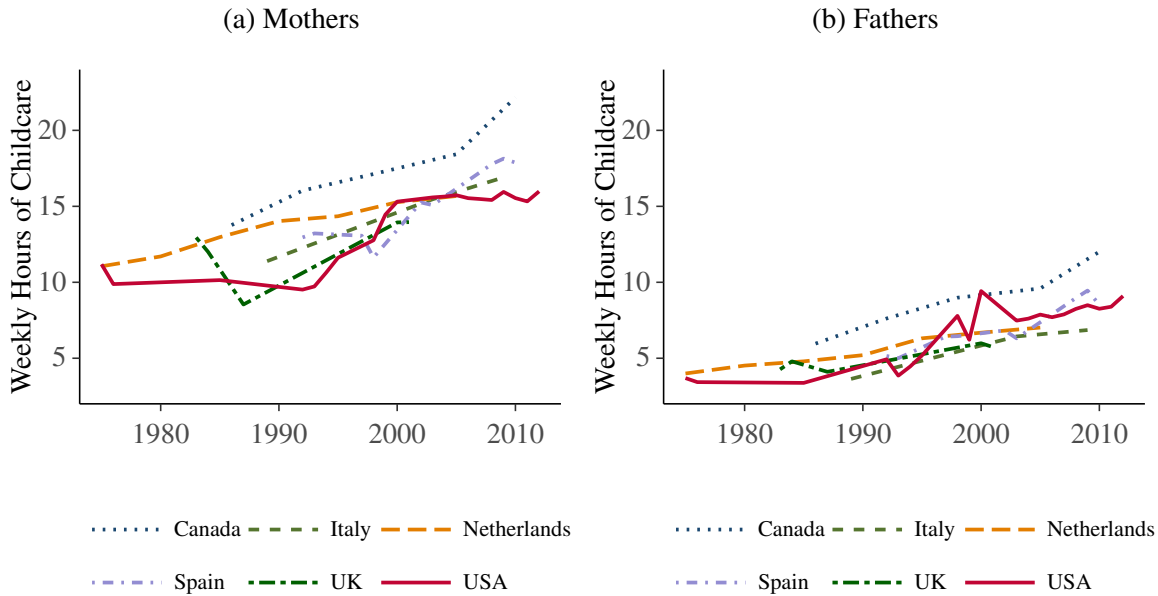 (a) Mothers
Weekly Hours of Childcare
20
15
10
5
1980 1990 2000 2010
Canada Italy Netherlands
Spain UK USA
(b) Fathers
Weekly Hours of Childcare
20
15
10
5
1980 1990 2000 2010
Canada Italy Netherlands
Spain UK USA